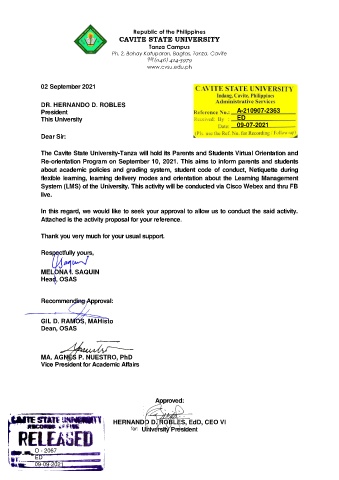 Republic of the Philippines
CAVITE STATE UNIVERSITY
Tanza Campus
Ph. 2, Bahay Katuparan, Bagtas, Tanza, Cavite
(046) 414-3979
www.cvsu.edu.ph
02 September 2021
CAVITE STATE UNIVERSITY
Indang, Cavite, Philippines
Administrative Services
Reference No.: A-210907-2363
Received: By ED
Date: 09-07-2021
(Pls use the Ref. No. for Recording / Follow up)
DR. HERNANDO D. ROBLES
President
This University
Dear Sir:
The Cavite State University-Tanza will hold its Parents and Students Virtual Orientation and
Re-orientation Program on September 10, 2021. This aims to inform parents and students
about academic policies and grading system, student code of conduct, Netiquette during
flexible learning, learning delivery modes and orientation about the Learning Management
System (LMS) of the University. This activity will be conducted via Cisco Webex and thru FB
live.
In this regard, we would like to seek your approval to allow us to conduct the said activity.
Attached is the activity proposal for your reference.
Thank you very much for your usual support.
Respectfully yours,
MELONA I. SAQUIN
Head, OSAS
Recommending Approval:
GIL D. RAMOS, MAHisto
Dean, OSAS
MA. AGNES P. NUESTRO, PhD
Vice President for Academic Affairs
Approved:
HERNANDO D. ROBLES, EdD, CEO VI
for University President
CAVITE STATE UNIVERSITY
RECORDS OFFICE
RELEASED
O - 2067
BY: ED
09-09-2021